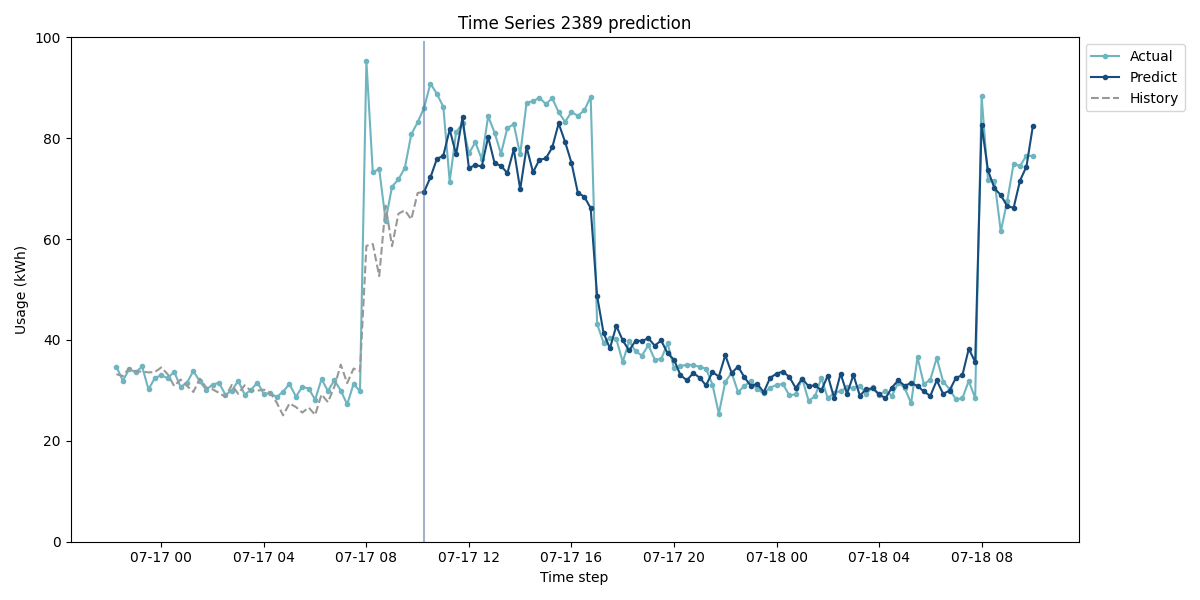 Time Series 2389 prediction
Actual
Predict
History
Usage (kWh)
100
80
60
40
20
0
07-17 00
07-17 04
07-17 08
07-17 12
07-17 16
07-17 20
07-18 00
07-18 04
07-18 08
Time step